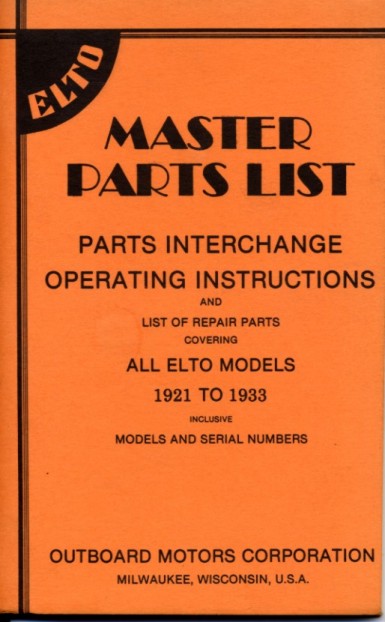 ELTO
MASTER
PARTS LIST
PARTS INTERCHANGE
OPERATING INSTRUCTIONS
AND
LIST OF REPAIR PARTS
COVERING
ALL ELTO MODELS
1921 TO 1933
INCLUSIVE
MODELS AND SERIAL NUMBERS
OUTBOARD MOTORS CORPORATION
MILWAUKEE, WISCONSIN, U.S.A.